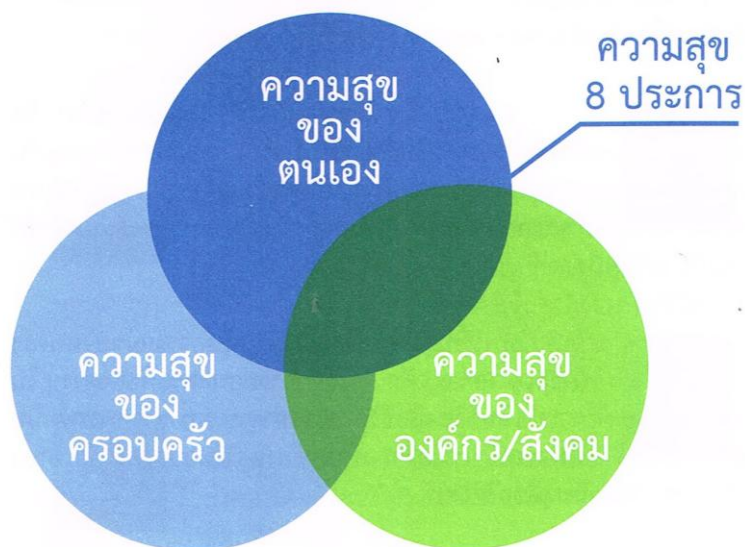 ความสุข
8 ประการ
ความสุข
ของ
ตนเอง
ความสุข
ของ
ครอบครัว
ความสุข
ของ
องค์กร/สังคม